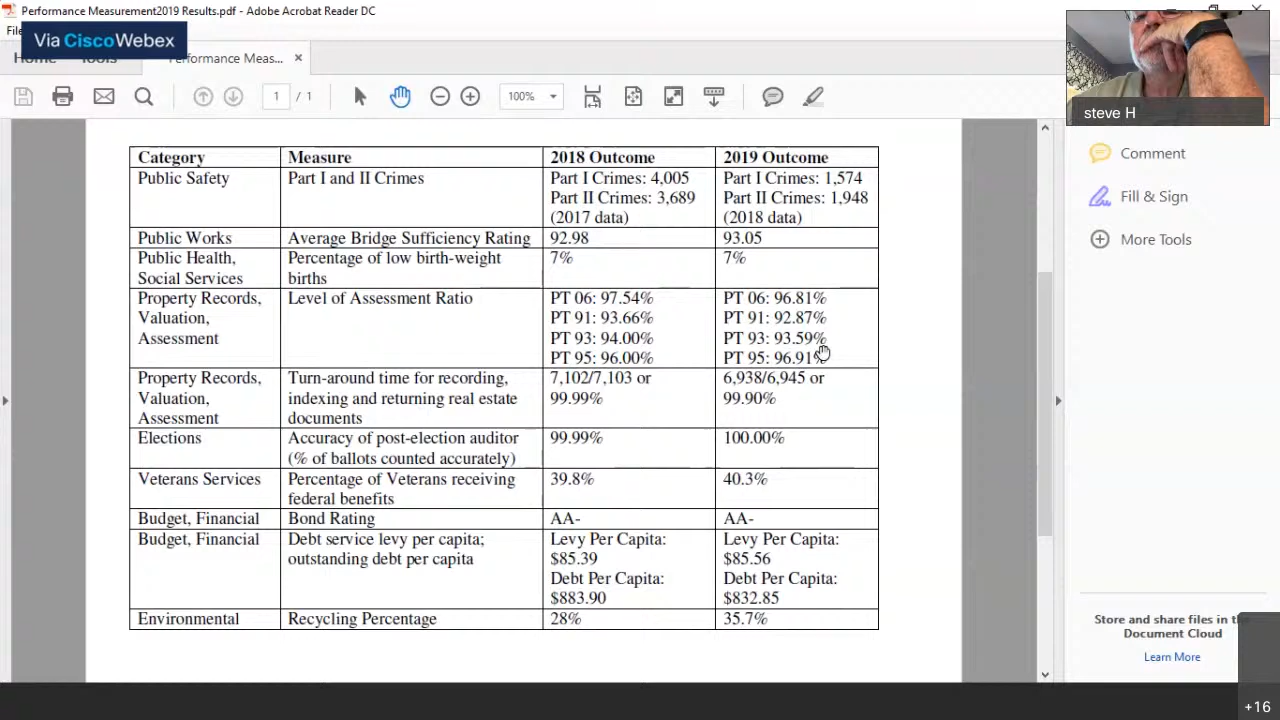 Performance Measurement2019 Results.pdf - Adobe Acrobat Reader DC
Via CiscoWebex
Tools
Performance Meas...
1 / 1
100%
steve H
Comment
Fill & Sign
More Tools
Category Measure 2018 Outcome 2019 Outcome
Public Safety Part I and II Crimes Part I Crimes: 4,005 Part I Crimes: 1,574
Part II Crimes: 3,689 Part II Crimes: 1,948
(2017 data) (2018 data)
Public Works Average Bridge Sufficiency Rating 92.98 93.05
Public Health, Percentage of low birth-weight 7% 7%
Social Services births
Property Records, Level of Assessment Ratio PT 06: 97.54% PT 06: 96.81%
Valuation, PT 91: 93.66% PT 91: 92.87%
Assessment PT 93: 94.00% PT 93: 93.59%
PT 95: 96.00% PT 95: 96.91%
Property Records, Turn-around time for recording, 7,102/7,103 or 6,938/6,945 or
Valuation, indexing and returning real estate 99.99% 99.90%
Assessment documents
Elections Accuracy of post-election auditor 99.99% 100.00%
(% of ballots counted accurately)
Veterans Services Percentage of Veterans receiving 39.8% 40.3%
federal benefits
Budget, Financial Bond Rating AA- AA-
Budget, Financial Debt service levy per capita; Levy Per Capita: Levy Per Capita:
outstanding debt per capita $85.39 $85.56
Debt Per Capita: Debt Per Capita:
$883.90 $832.85
Environmental Recycling Percentage 28% 35.7%
Store and share files in the
Document Cloud
Learn More
+16